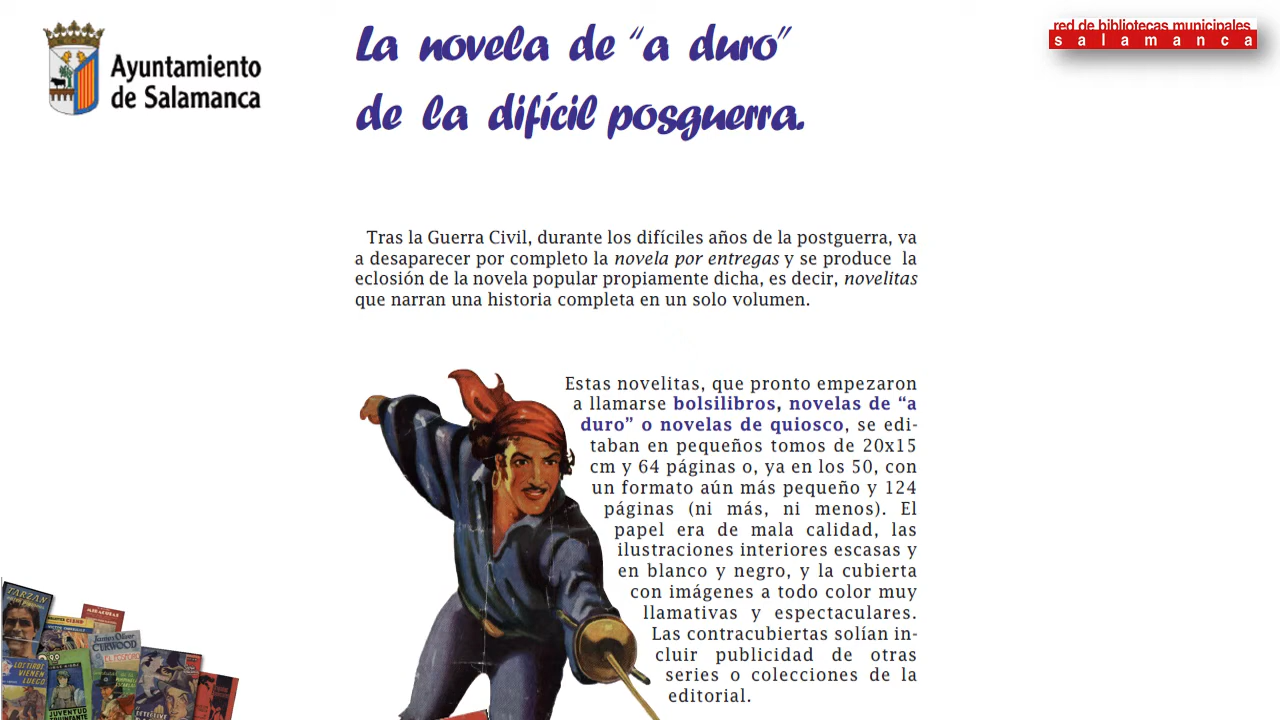 Ayuntamiento
de Salamanca
La novela de “a duro”
de la difícil posguerra.
red de bibliotecas municipales
salamanca
Tras la Guerra Civil, durante los difíciles años de la postguerra, va
a desaparecer por completo la novela por entregas y se produce la
eclosión de la novela popular propiamente dicha, es decir, novelitas
que narran una historia completa en un solo volumen.
Estas novelitas, que pronto empezaron
a llamarse bolsilibros, novelas de “a
duro” o novelas de quiosco, se edi-
taban en pequeños tomos de 20x15
cm y 64 páginas o, ya en los 50, con
un formato aún más pequeño y 124
páginas (ni más, ni menos). El
papel era de mala calidad, las
ilustraciones interiores escasas y
en blanco y negro, y la cubierta
con imágenes a todo color muy
llamativas y espectaculares.
Las contracubiertas solían in-
cluir publicidad de otras
series o colecciones de la
editorial.
TARZAN
James Oliver
CURWOOD
LOS TIROS
VIENEN
LUEGO
JUVENTUD
TRIUNFANTE